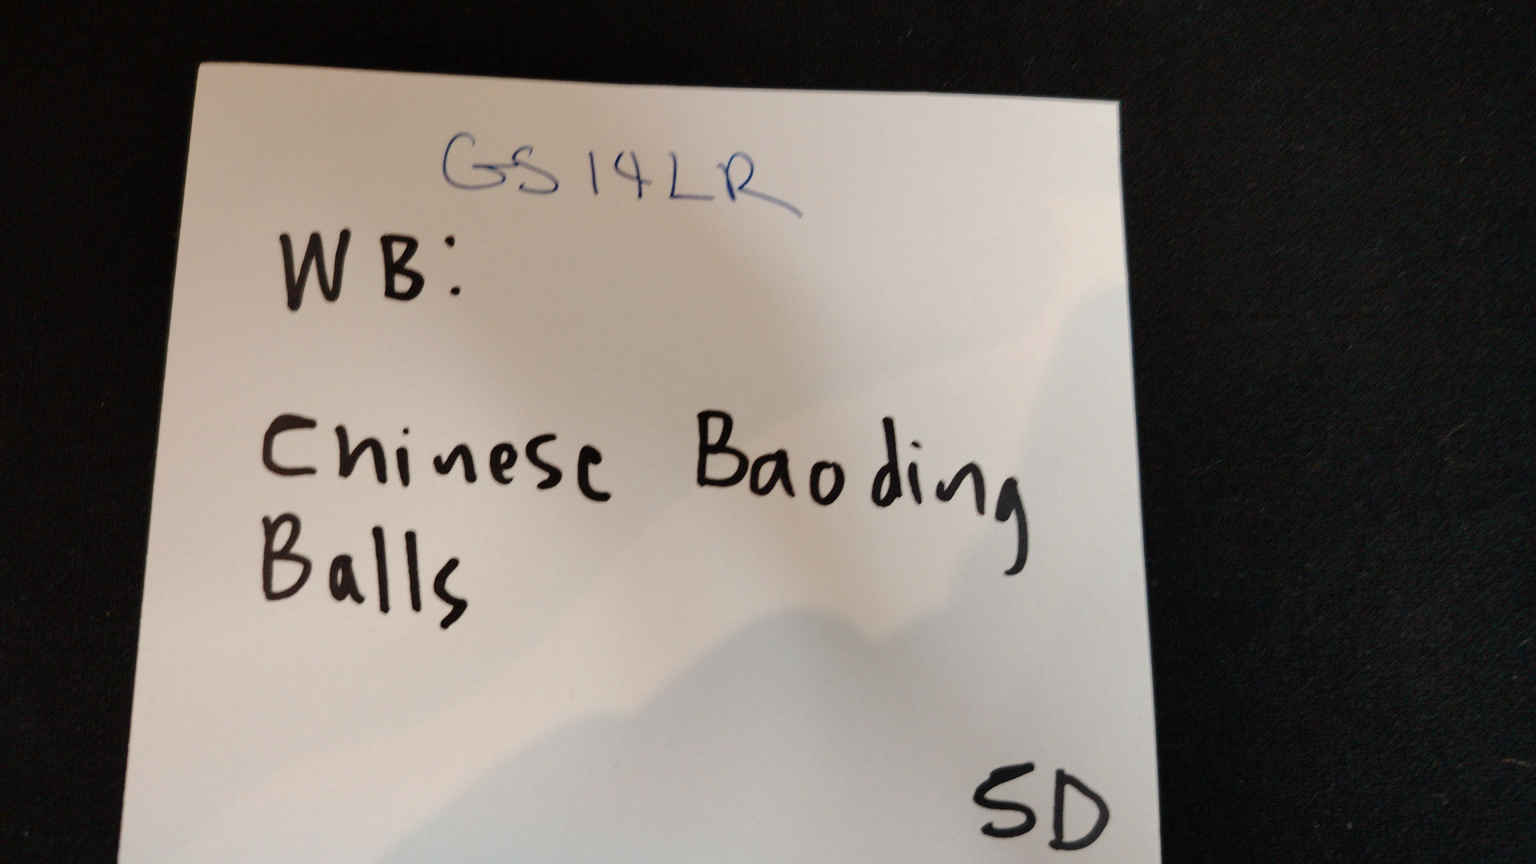 GS14LR
WB:
Chinese Baoding
Balls
SD